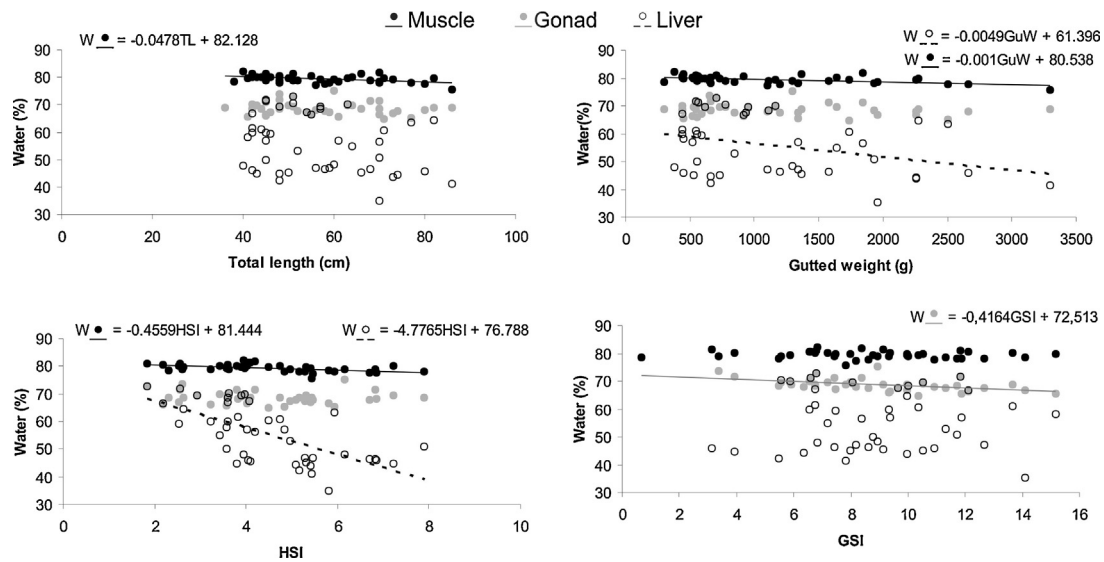 Muscle Gonad Liver
W = -0.0478TL + 82.128
Water (%)
90
80
70
60
50
40
30
0 20 40 60 80 100
Total length (cm)
W = -0.0049GuW + 61.396
W = -0.001GuW + 80.538
Water(%)
90
80
70
60
50
40
30
0 500 1000 1500 2000 2500 3000 3500
Gutted weight (g)
W = -0.4559HSI + 81.444 W = -4.7765HSI + 76.788
Water (%)
90
80
70
60
50
40
30
0 2 4 6 8 10
HSI
W = -0,4164GSI + 72,513
Water (%)
90
80
70
60
50
40
30
0 2 4 6 8 10 12 14 16
GSI